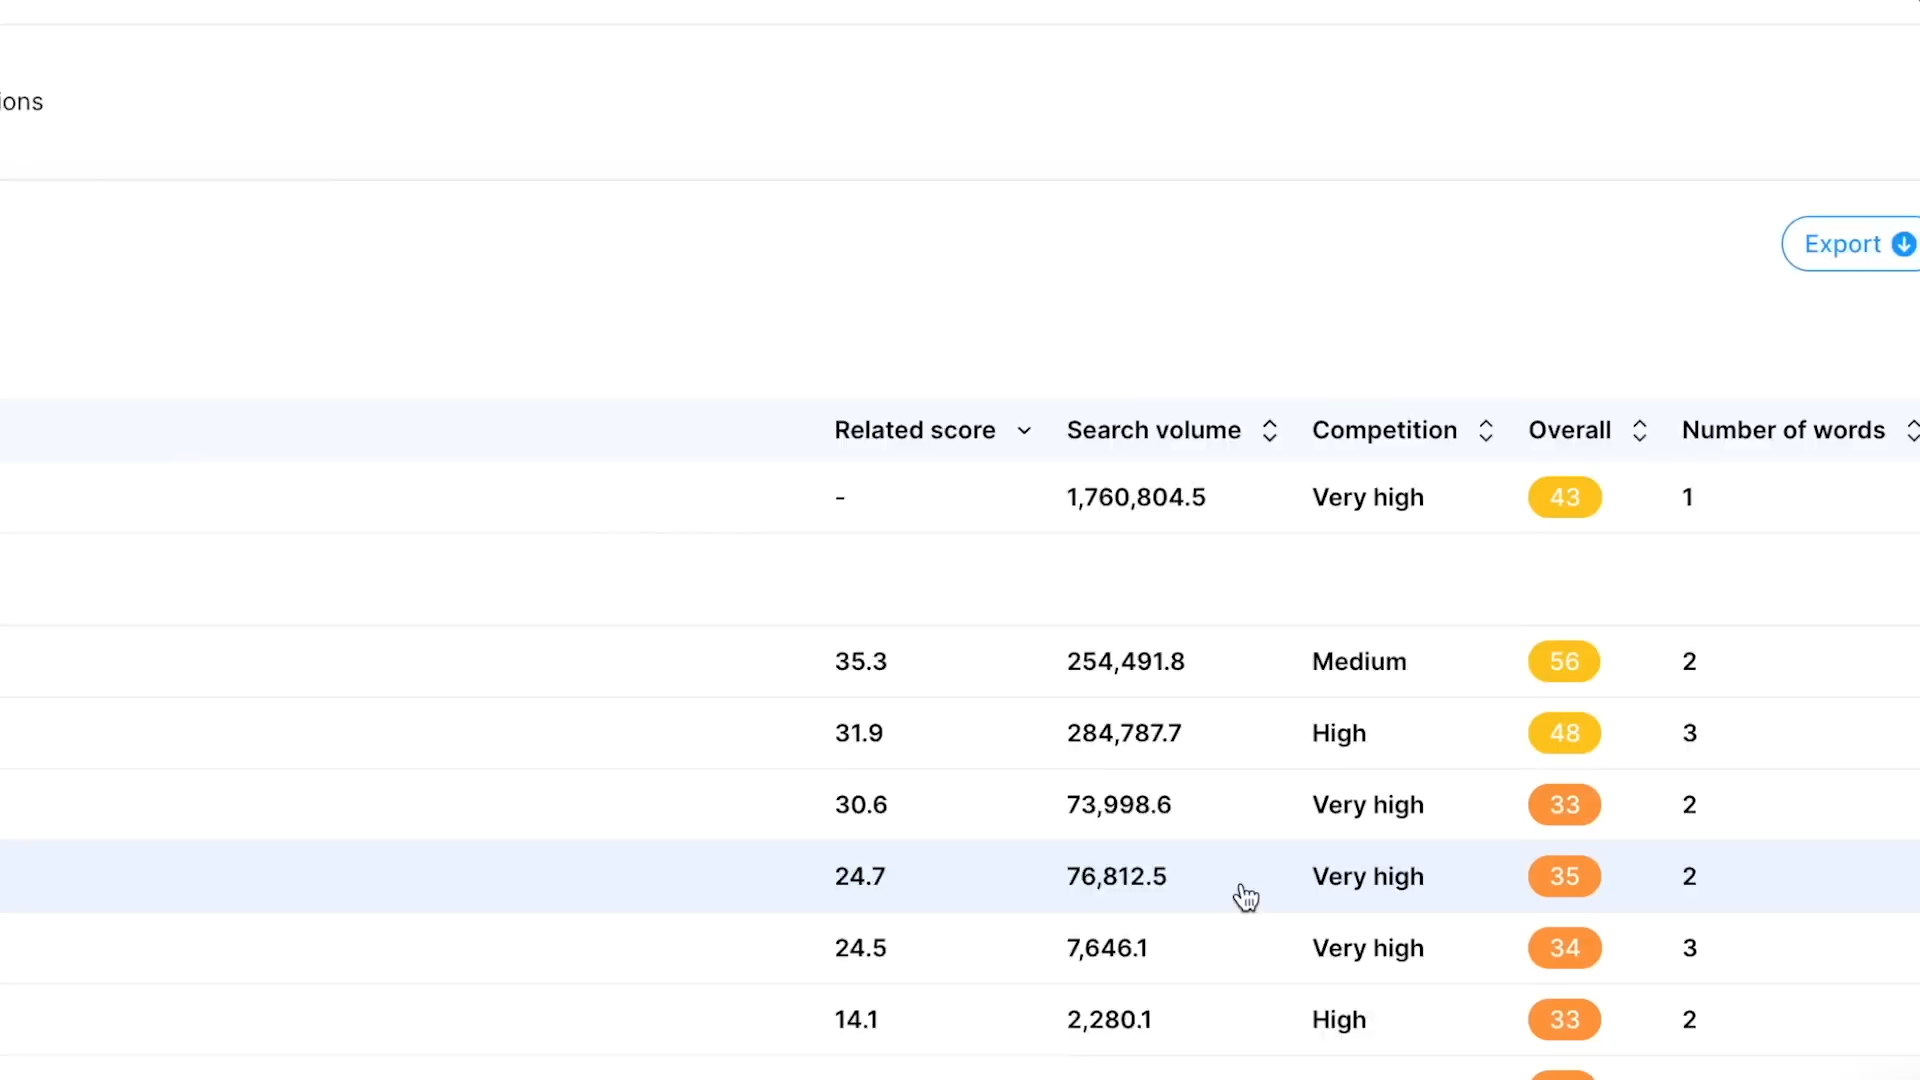 ions
Export
Related score Search volume Competition Overall Number of words
- 1,760,804.5 Very high 43 1
35.3 254,491.8 Medium 56 2
31.9 284,787.7 High 48 3
30.6 73,998.6 Very high 33 2
24.7 76,812.5 Very high 35 2
24.5 7,646.1 Very high 34 3
14.1 2,280.1 High 33 2